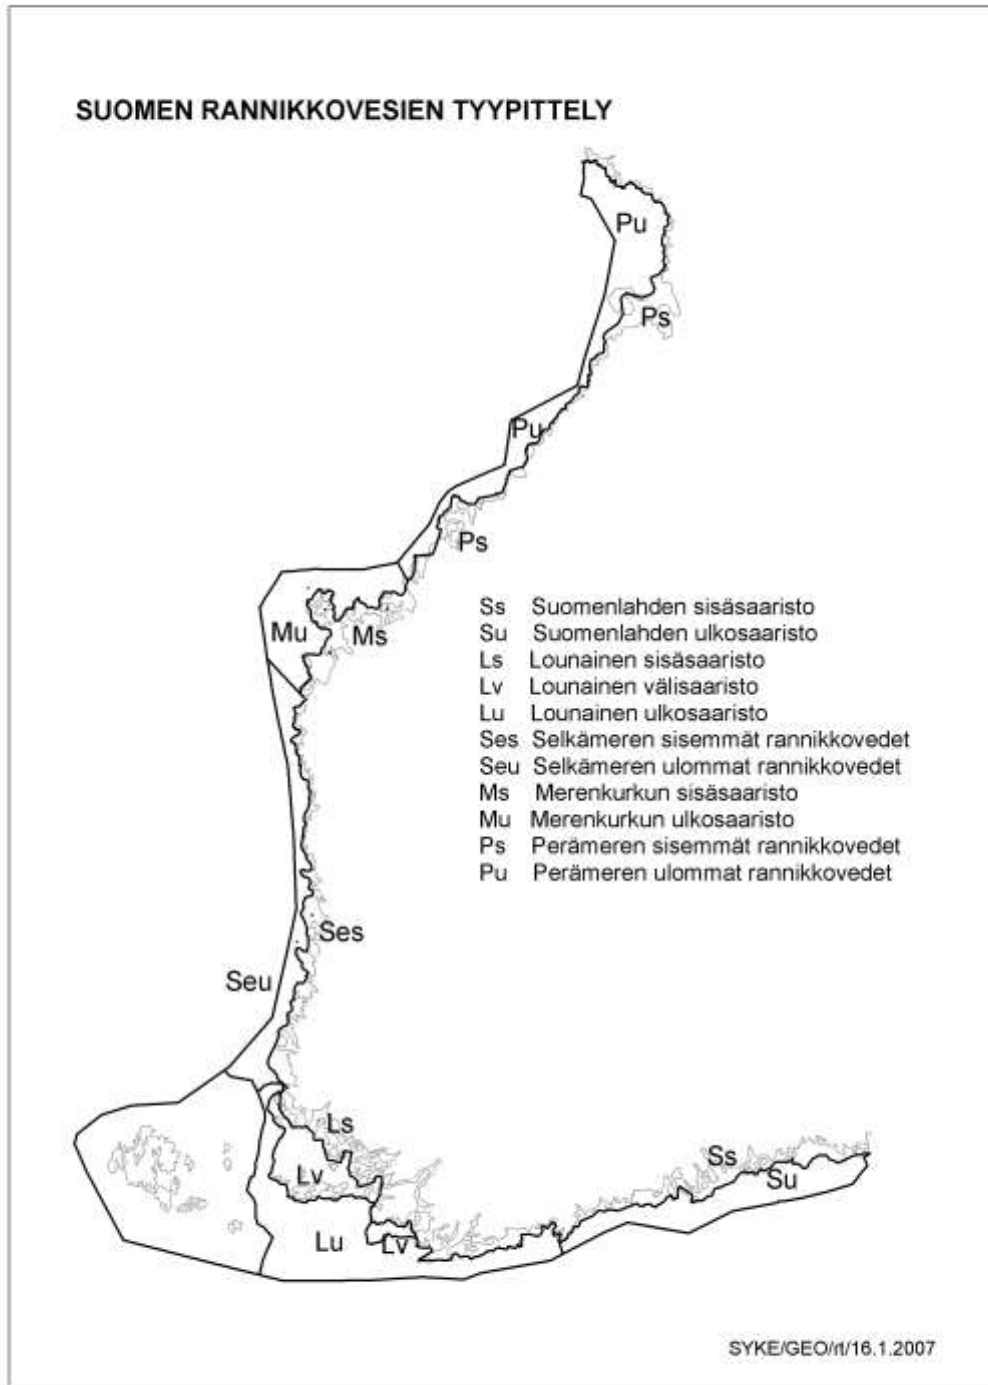 SUOMEN RANNIKKOVESIEN TYYPITTELY
Pu
Ps
Pu
Ps
Mu
Ms
Ss Suomenlahden sisäsaaristo
Su Suomenlahden ulkosaaristo
Ls Lounainen sisäsaaristo
Lv Lounainen välisaaristo
Lu Lounainen ulkosaaristo
Ses Selkämeren sisemmät rannikkovedet
Seu Selkämeren ulommat rannikkovedet
Ms Merenkurkun sisäsaaristo
Mu Merenkurkun ulkosaaristo
Ps Perämeren sisemmät rannikkovedet
Pu Perämeren ulommat rannikkovedet
Ses
Seu
Ls
Ss
Lv
Su
Lu
Lv
SYKE/GEO/rt/16.1.2007